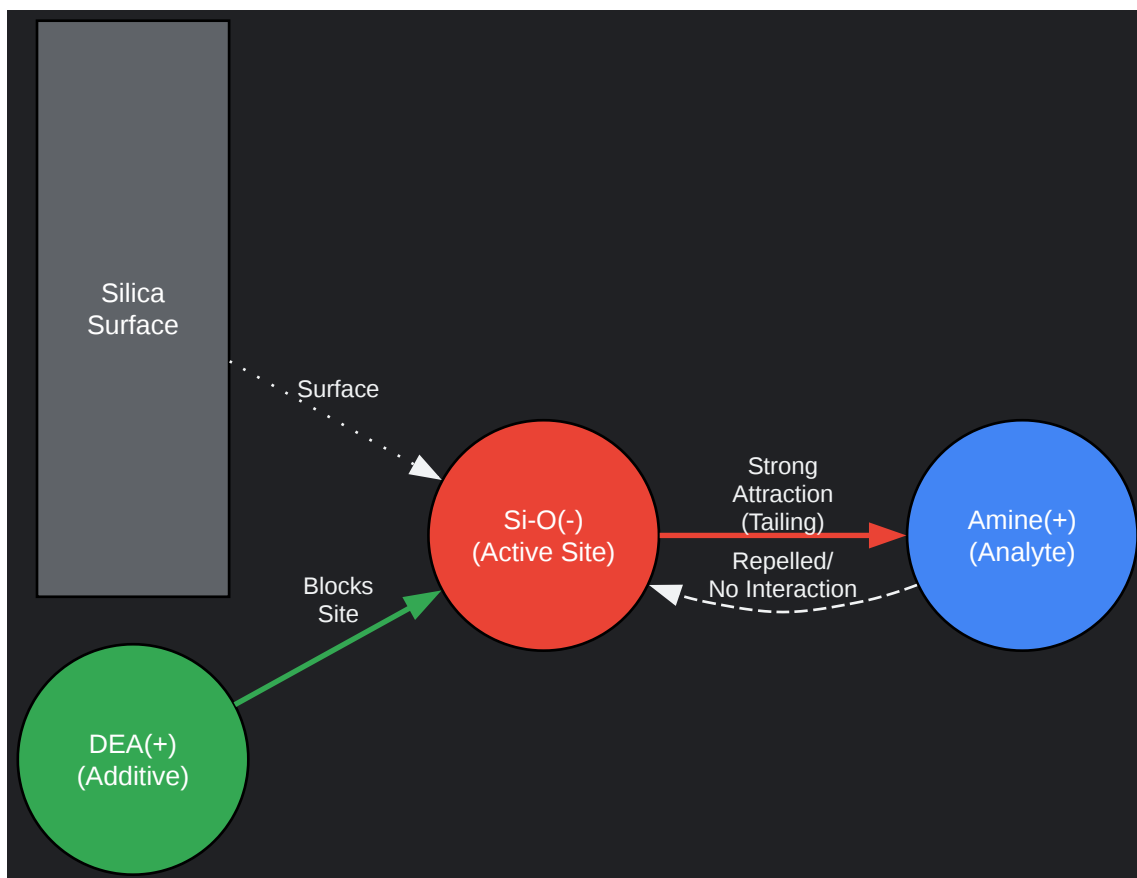 Silica
Surface
Surface
Strong
Attraction
(Tailing)
Si-O(-)
(Active Site)
Amine(+)
(Analyte)
Repelled/
No Interaction
Blocks
Site
DEA(+)
(Additive)